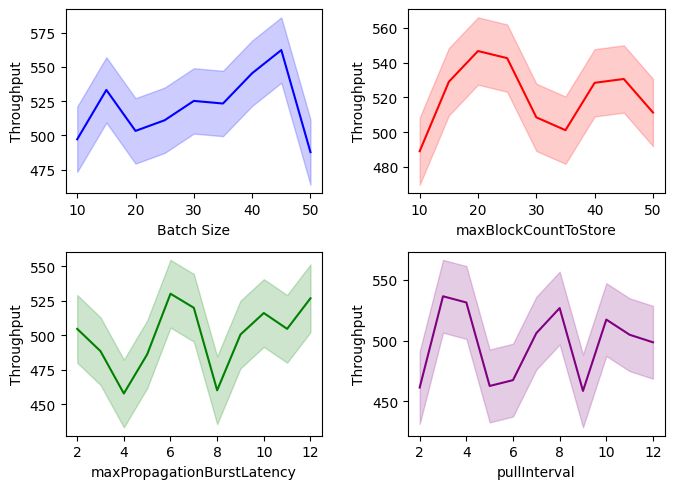 Throughput
575
550
525
500
475
10 20 30 40 50
Batch Size
Throughput
560
540
520
500
480
10 20 30 40 50
maxBlockCountToStore
Throughput
550
525
500
475
450
2 4 6 8 10 12
maxPropagationBurstLatency
Throughput
550
500
450
2 4 6 8 10 12
pullInterval